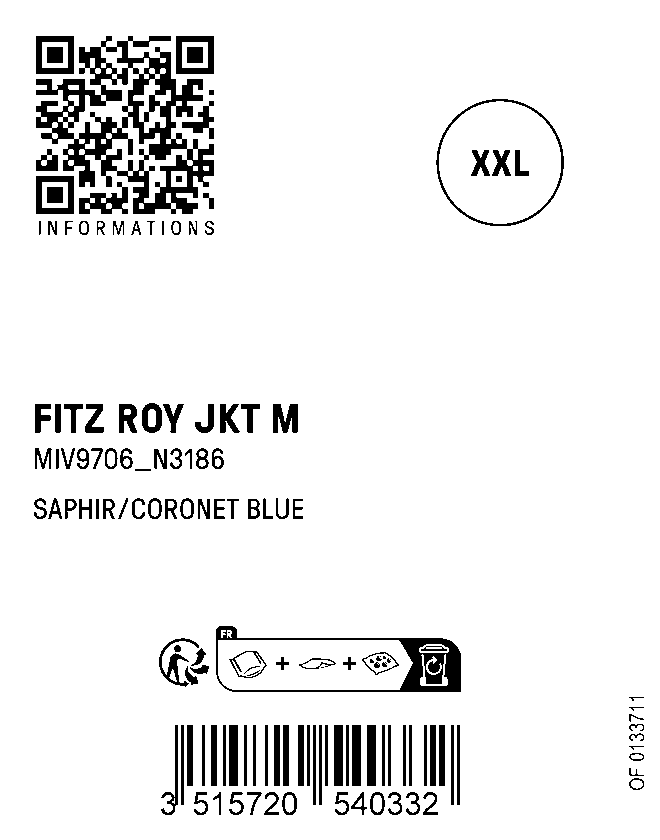 INFORMATIONS
XXL
FITZ ROY JKT M
MIV9706_N3186
SAPHIR/CORONET BLUE
FR
+ +
3 515720 540332
OF 0133711